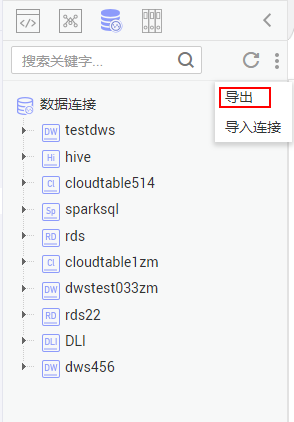 搜索关键字...
导出
导入连接
数据连接
DW testdws
Hi hive
Cl cloudtable514
Sp sparksql
RD rds
Cl cloudtable1zm
DW dwstest033zm
RD rds22
DLI DLI
DW dws456